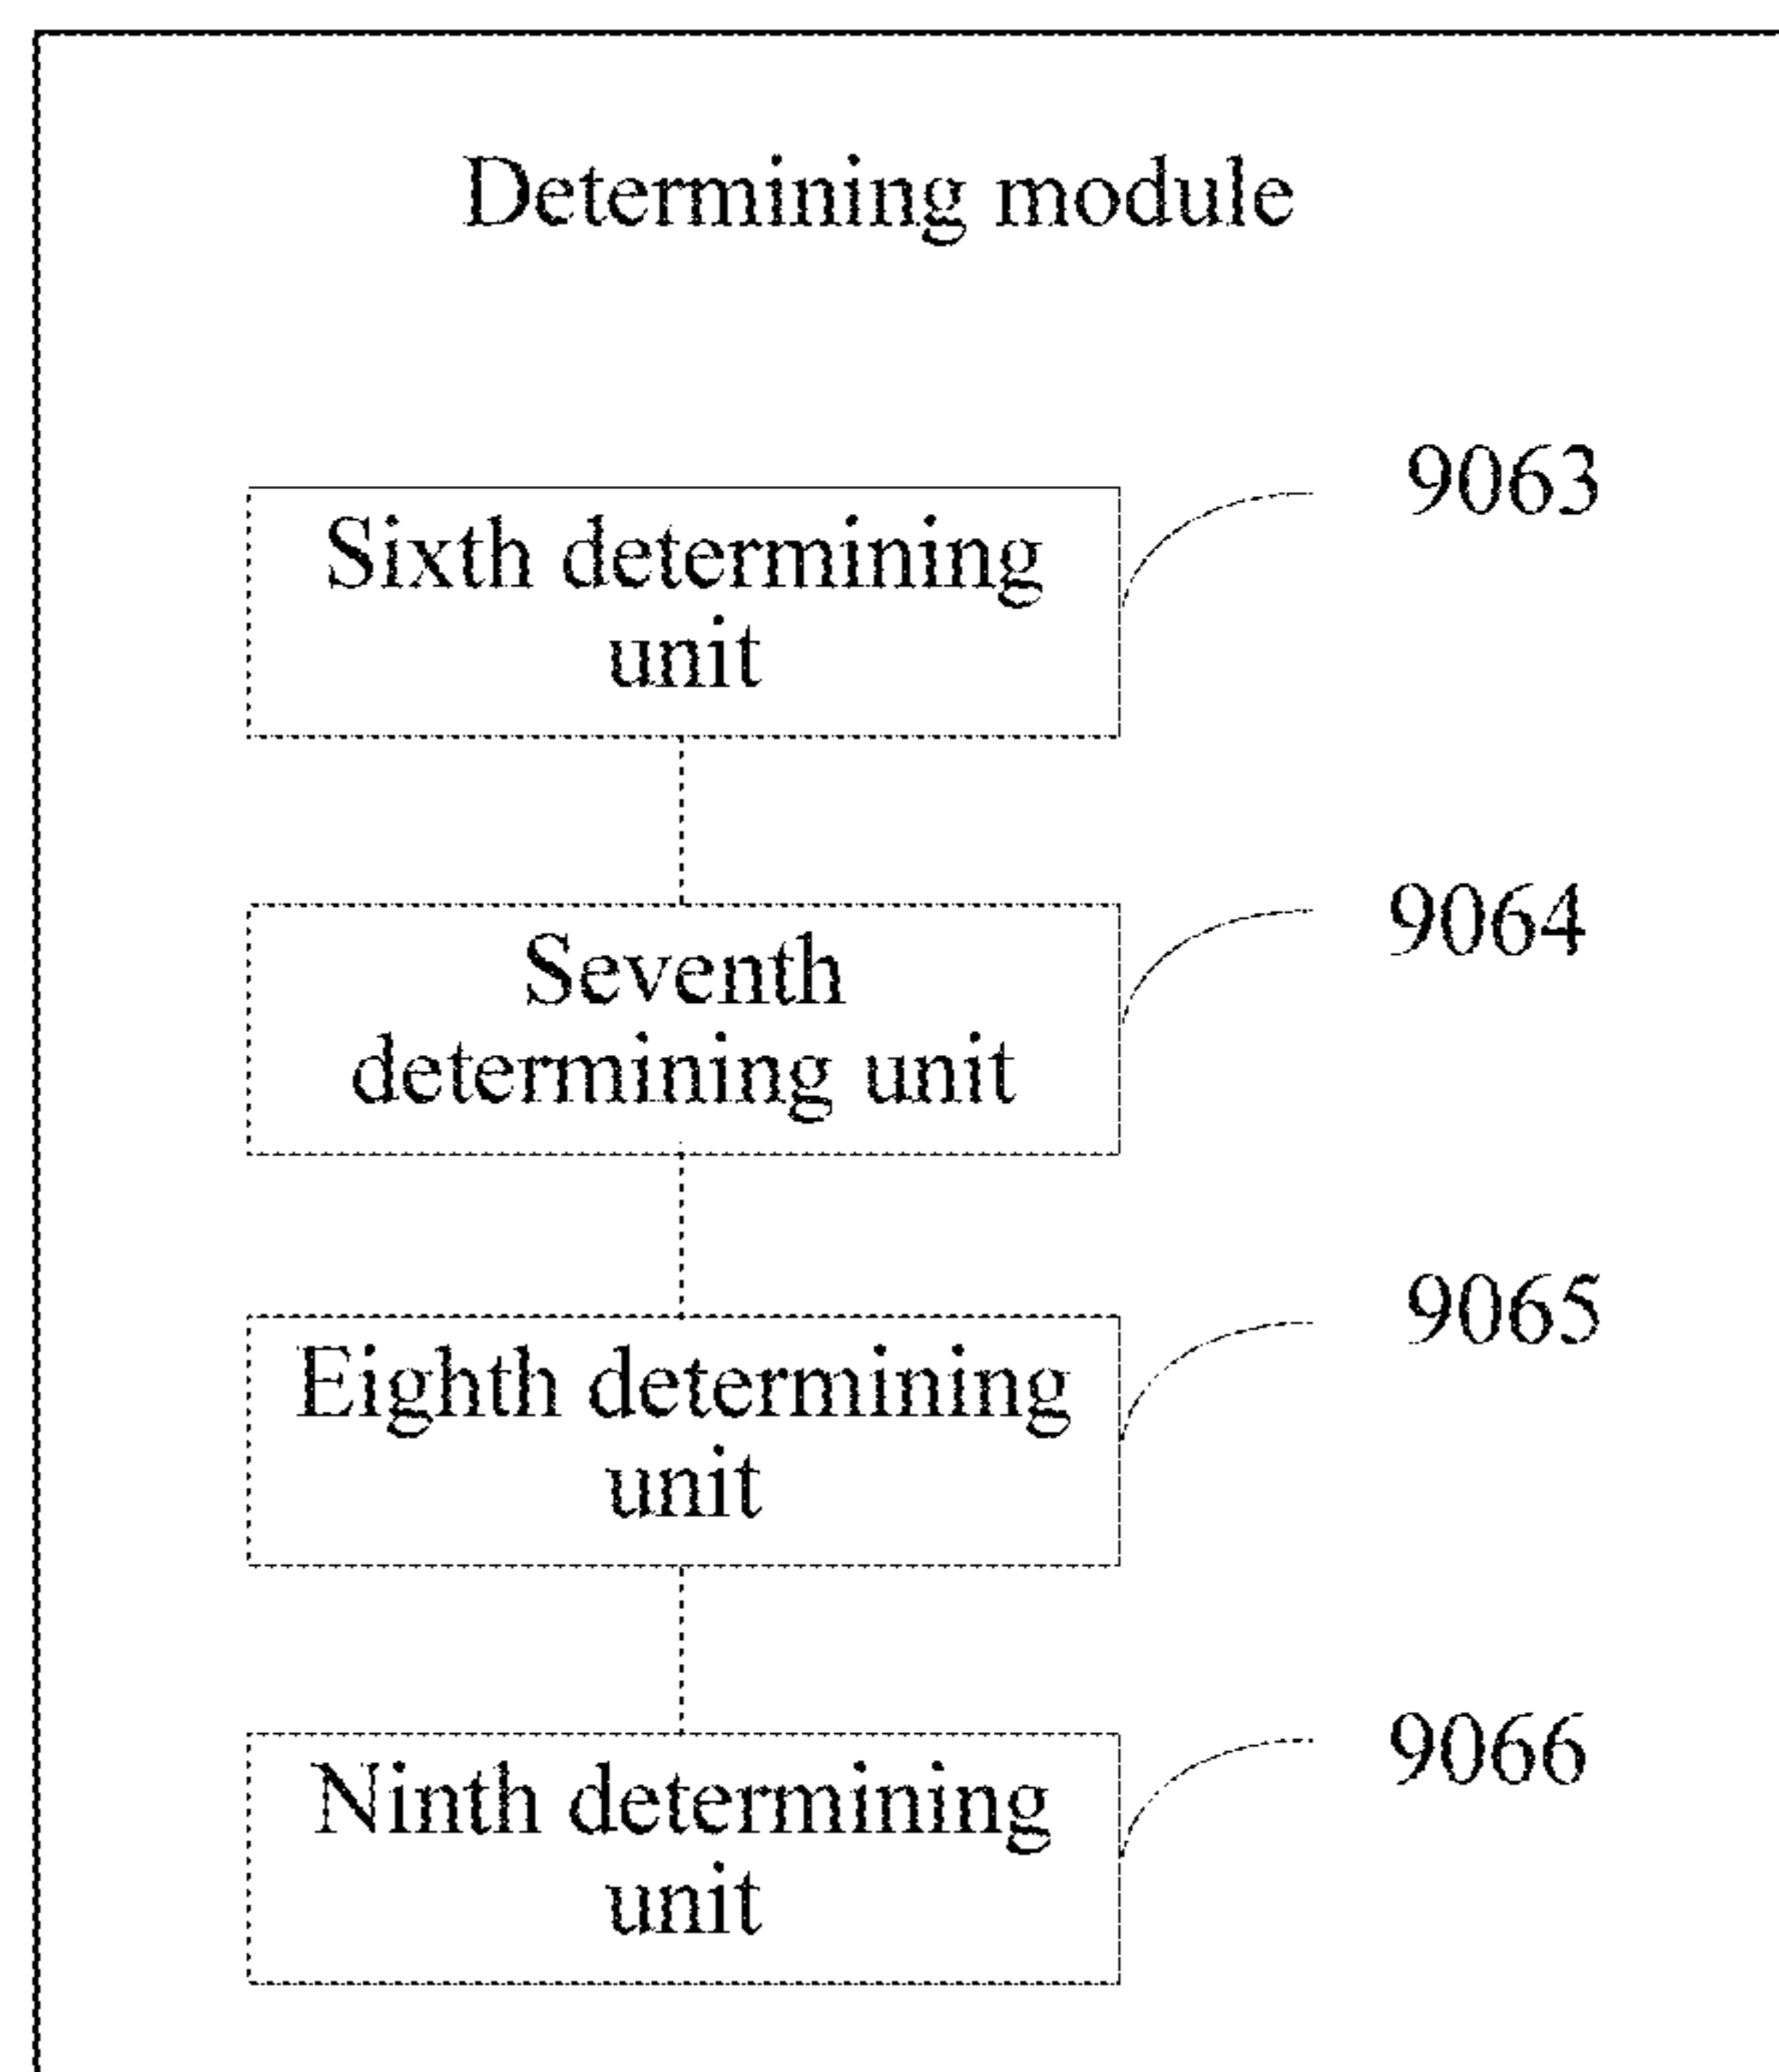 Determining module
9063
Sixth determining
unit
9064
Seventh
determining unit
9065
Eighth determining
unit
9066
Ninth determining
unit